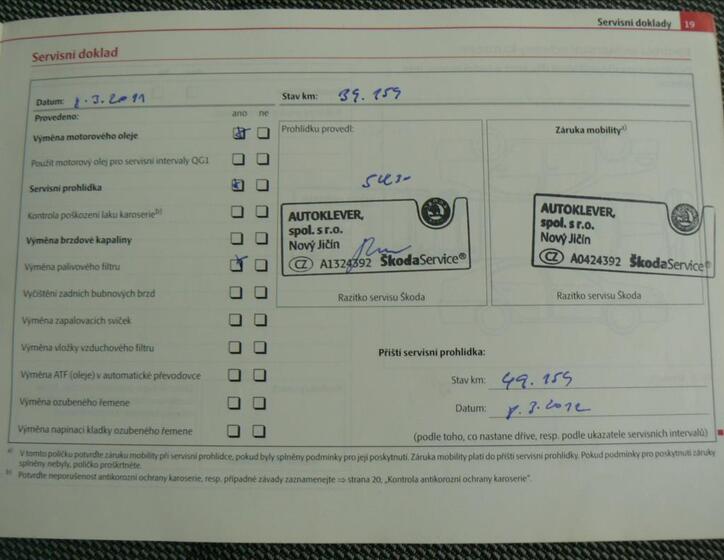 Servisní doklady 19
Servisní doklad
Datum: 8.3.2011 Stav km: 39.159
Provedeno: ano ne
Výměna motorového oleje
Použít motorový olej pro servisní intervaly QG1
Servisní prohlídka
Kontrola poškození laku karoserie b)
Výměna brzdové kapaliny
Výměna palivového filtru
Vyčištění zadních bubnových brzd
Výměna zapalovacích svíček
Výměna vložky vzduchového filtru
Výměna ATF (oleje) v automatické převodovce
Výměna ozubeného řemene
Výměna napínací kladky ozubeného řemene
Prohlídku provedl:
AUTOKLEVER,
spol. s r.o.
Nový Jičín
CZ A1324392 ŠkodaService®
Razítko servisu Škoda
Záruka mobility a)
AUTOKLEVER,
spol. s r.o.
Nový Jičín
CZ A0424392 ŠkodaService®
Razítko servisu Škoda
Příští servisní prohlídka:
Stav km: 49.159
Datum: 8.3.2012
(podle toho, co nastane dříve, resp. podle ukazatele servisních intervalů)
a) V tomto políčku potvrďte záruku mobility při servisní prohlídce, pokud byly splněny podmínky pro její poskytnutí. Záruka mobility platí do příští servisní prohlídky. Pokud podmínky pro poskytnutí záruky
splněny nebyly, políčko proškrtněte.
b) Potvrďte neporušenost antikorozní ochrany karoserie, resp. případné závady zaznamenejte ⇒ strana 20, „Kontrola antikorozní ochrany karoserie".